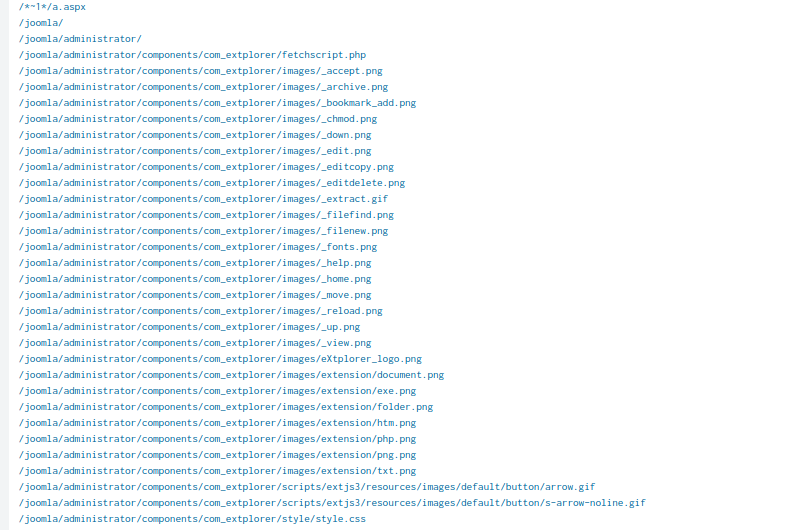 /*~1*/a.aspx
/joomla/
/joomla/administrator/
/joomla/administrator/components/com_extplorer/fetchscript.php
/joomla/administrator/components/com_extplorer/images/_accept.png
/joomla/administrator/components/com_extplorer/images/_archive.png
/joomla/administrator/components/com_extplorer/images/_bookmark_add.png
/joomla/administrator/components/com_extplorer/images/_chmod.png
/joomla/administrator/components/com_extplorer/images/_down.png
/joomla/administrator/components/com_extplorer/images/_edit.png
/joomla/administrator/components/com_extplorer/images/_editcopy.png
/joomla/administrator/components/com_extplorer/images/_editdelete.png
/joomla/administrator/components/com_extplorer/images/_extract.gif
/joomla/administrator/components/com_extplorer/images/_filefind.png
/joomla/administrator/components/com_extplorer/images/_filenew.png
/joomla/administrator/components/com_extplorer/images/_fonts.png
/joomla/administrator/components/com_extplorer/images/_help.png
/joomla/administrator/components/com_extplorer/images/_home.png
/joomla/administrator/components/com_extplorer/images/_move.png
/joomla/administrator/components/com_extplorer/images/_reload.png
/joomla/administrator/components/com_extplorer/images/_up.png
/joomla/administrator/components/com_extplorer/images/_view.png
/joomla/administrator/components/com_extplorer/images/eXtplorer_logo.png
/joomla/administrator/components/com_extplorer/images/extension/document.png
/joomla/administrator/components/com_extplorer/images/extension/exe.png
/joomla/administrator/components/com_extplorer/images/extension/folder.png
/joomla/administrator/components/com_extplorer/images/extension/htm.png
/joomla/administrator/components/com_extplorer/images/extension/php.png
/joomla/administrator/components/com_extplorer/images/extension/png.png
/joomla/administrator/components/com_extplorer/images/extension/txt.png
/joomla/administrator/components/com_extplorer/scripts/extjs3/resources/images/default/button/arrow.gif
/joomla/administrator/components/com_extplorer/scripts/extjs3/resources/images/default/button/s-arrow-noline.gif
/joomla/administrator/components/com_extplorer/style/style.css